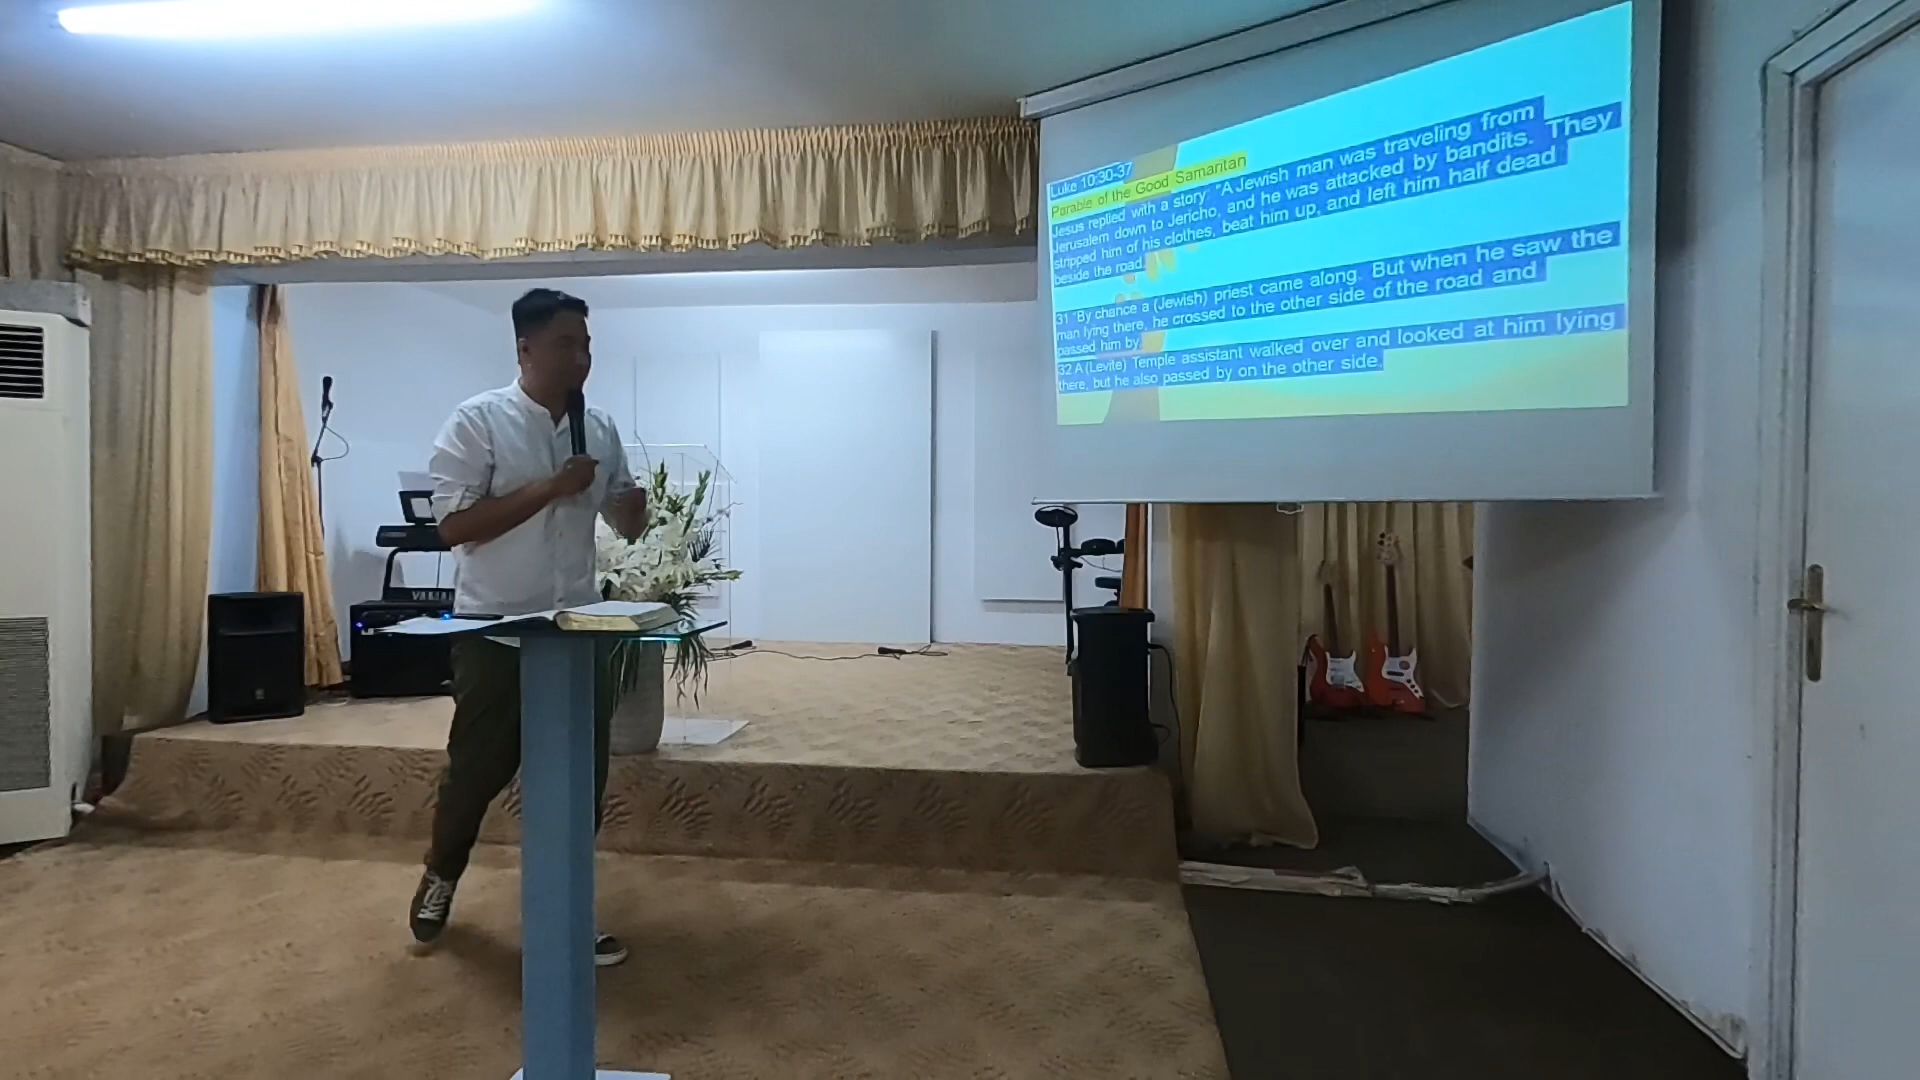 Luke 10:30-37
Parable of the Good Samaritan
Jesus replied with a story: "A Jewish man was traveling from
Jerusalem down to Jericho, and he was attacked by bandits. They
stripped him of his clothes, beat him up, and left him half dead
beside the road.
31 "By chance a (Jewish) priest came along. But when he saw the
man lying there, he crossed to the other side of the road and
passed him by.
32 A (Levite) Temple assistant walked over and looked at him lying
there, but he also passed by on the other side.